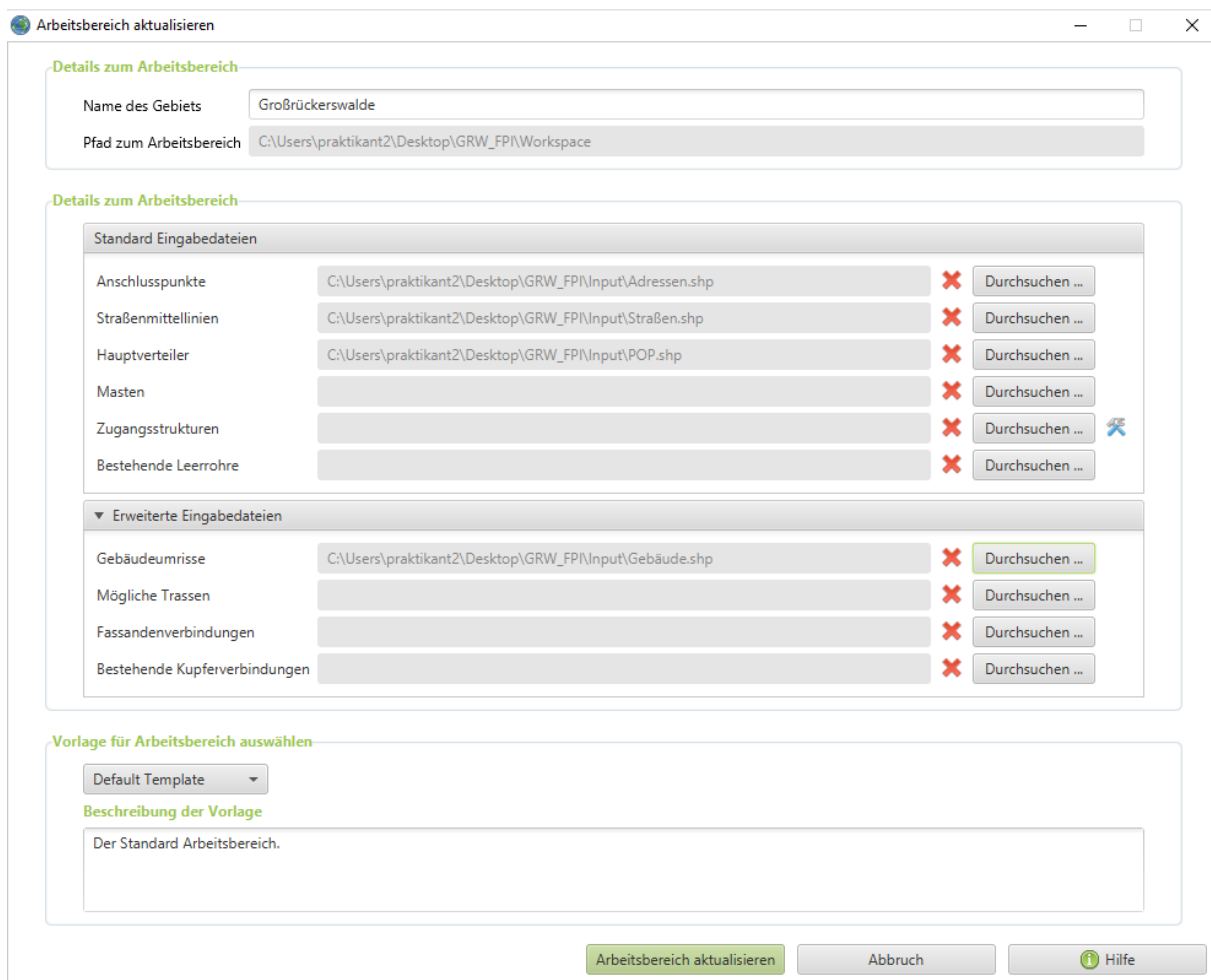 Arbeitsbereich aktualisieren
Details zum Arbeitsbereich
Name des Gebiets Großrückerswalde
Pfad zum Arbeitsbereich C:\Users\praktikant2\Desktop\GRW_FPI\Workspace
Details zum Arbeitsbereich
Standard Eingabedateien
Anschlusspunkte C:\Users\praktikant2\Desktop\GRW_FPI\Input\Adressen.shp Durchsuchen ...
Straßenmittellinien C:\Users\praktikant2\Desktop\GRW_FPI\Input\Straßen.shp Durchsuchen ...
Hauptverteiler C:\Users\praktikant2\Desktop\GRW_FPI\Input\POP.shp Durchsuchen ...
Masten Durchsuchen ...
Zugangsstrukturen Durchsuchen ...
Bestehende Leerrohre Durchsuchen ...
Erweiterte Eingabedateien
Gebäudeumrisse C:\Users\praktikant2\Desktop\GRW_FPI\Input\Gebäude.shp Durchsuchen ...
Mögliche Trassen Durchsuchen ...
Fassandenverbindungen Durchsuchen ...
Bestehende Kupferverbindungen Durchsuchen ...
Vorlage für Arbeitsbereich auswählen
Default Template
Beschreibung der Vorlage
Der Standard Arbeitsbereich.
Arbeitsbereich aktualisieren Abbruch Hilfe